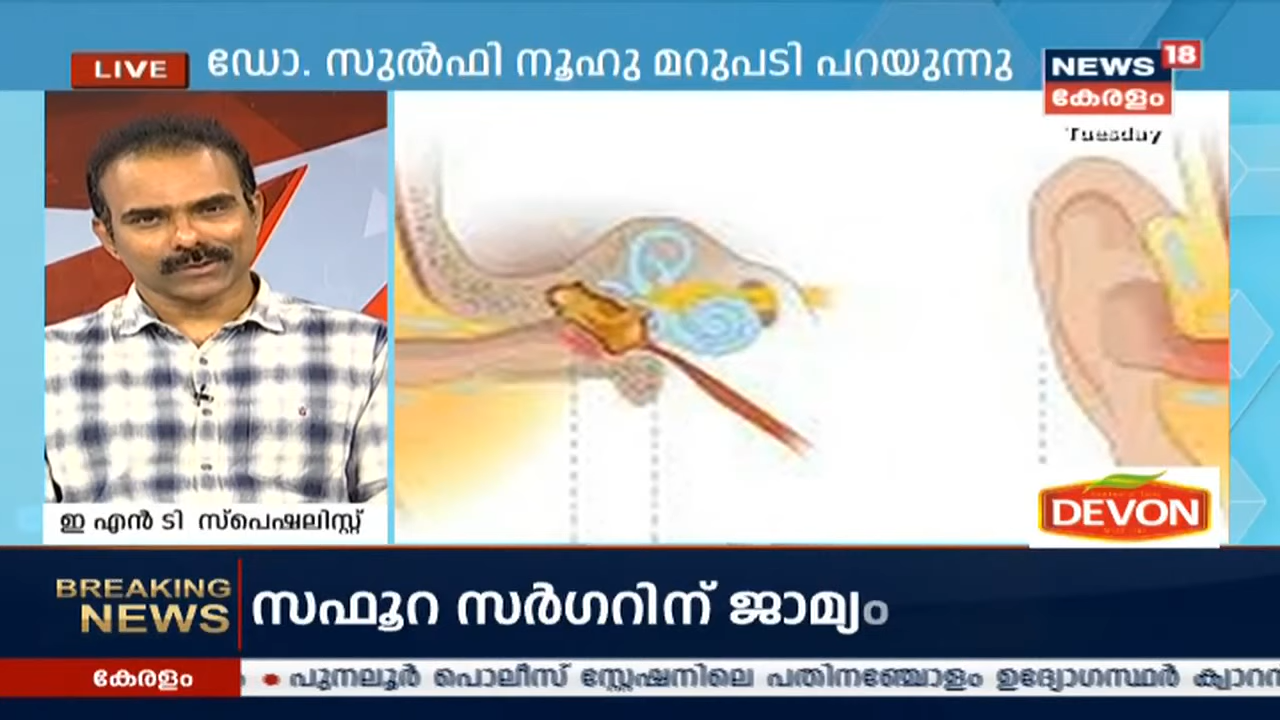 LIVE
ഡോ. സുൽഫി നൂഹു മറുപടി പറയുന്നു
NEWS 18
കേരളം
Tuesday
ഇ എൻ ടി സ്പെഷലിസ്റ്റ്
DEVON
BREAKING NEWS
സഫൂറ സർഗറിന് ജാമ്യം
കേരളം
• പുനലൂർ പൊലീസ് സ്റ്റേഷനിലെ പതിനഞ്ചോളം ഉദ്യോഗസ്ഥർ